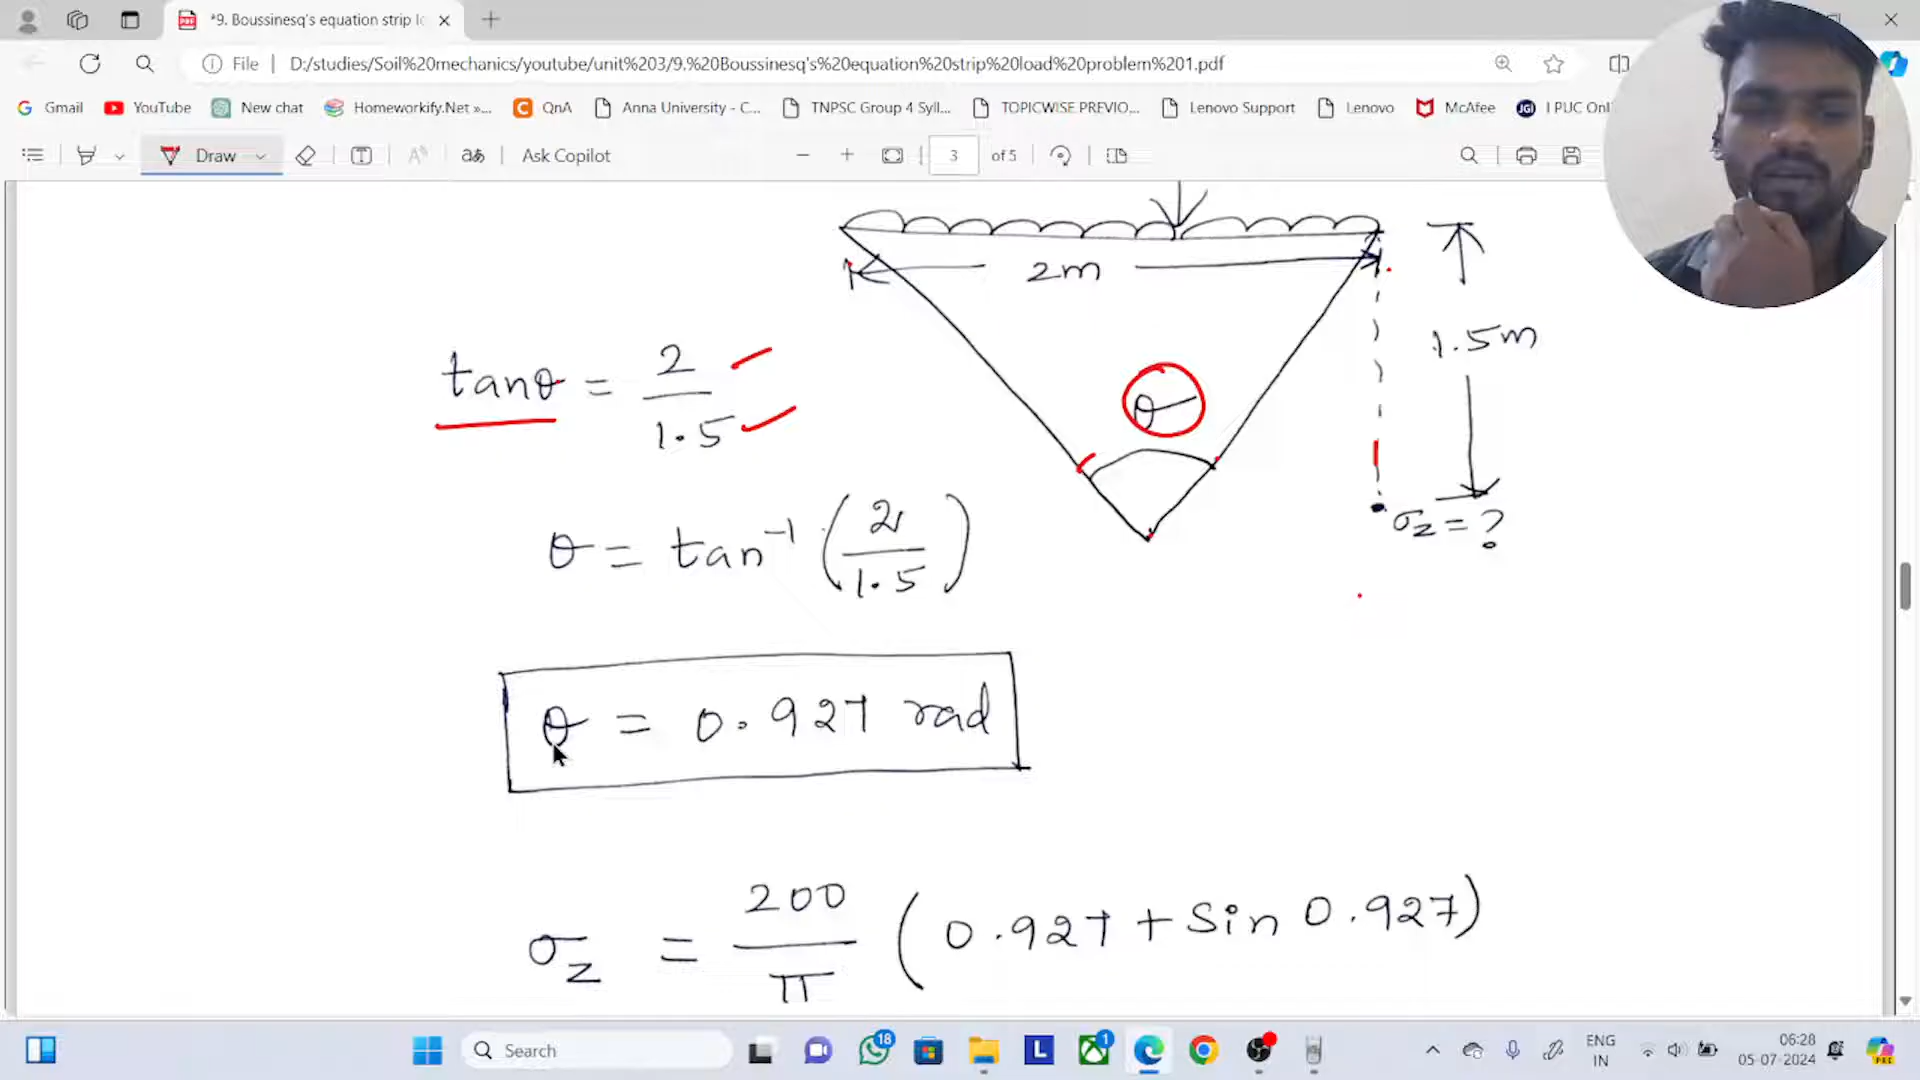 *9. Boussinesq's equation strip lo
File
D:/studies/Soil%20mechanics/youtube/unit%203/9.%20Boussinesq's%20equation%20strip%20load%20problem%201.pdf
Gmail
YouTube
New chat
Homeworkify.Net »...
QnA
Anna University - C...
TNPSC Group 4 Syll...
TOPICWISE PREVIO...
Lenovo Support
Lenovo
McAfee
I PUC Onl
Draw
Ask Copilot
3 of 5
2m
1.5m
tanθ = 2/1.5
θ
σz = ?
θ = tan⁻¹ (2/1.5)
θ = 0.927 rad
σz = 200/π (0.927 + Sin 0.927)
Search
18
1
ENG
IN
06:28
05-07-2024